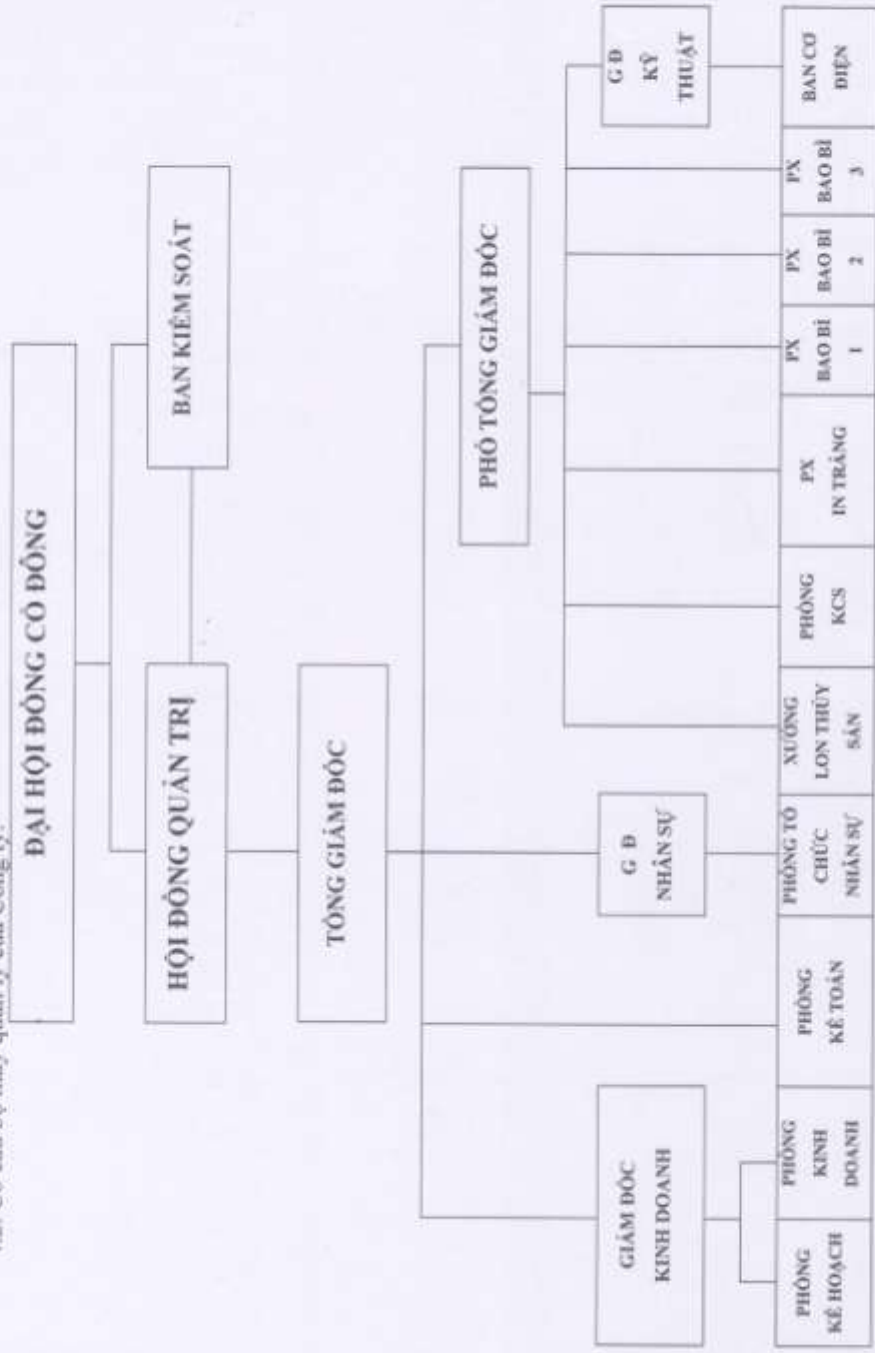 ĐẠI HỘI ĐỒNG CỔ ĐÔNG
HỘI ĐỒNG QUẢN TRỊ
BAN KIỂM SOÁT
TỔNG GIÁM ĐỐC
PHÓ TỔNG GIÁM ĐỐC
GIÁM ĐỐC
KINH DOANH
G Đ
NHÂN SỰ
G Đ
KỸ
THUẬT
PHÒNG
KẾ HOẠCH
PHÒNG
KINH
DOANH
PHÒNG
KẾ TOÁN
PHÒNG TỔ
CHỨC
NHÂN SỰ
XƯỞNG
LON THỦY
SẢN
PHÒNG
KCS
PX
IN TRÁNG
PX
BAO BÌ
1
PX
BAO BÌ
2
PX
BAO BÌ
3
BAN CƠ
ĐIỆN